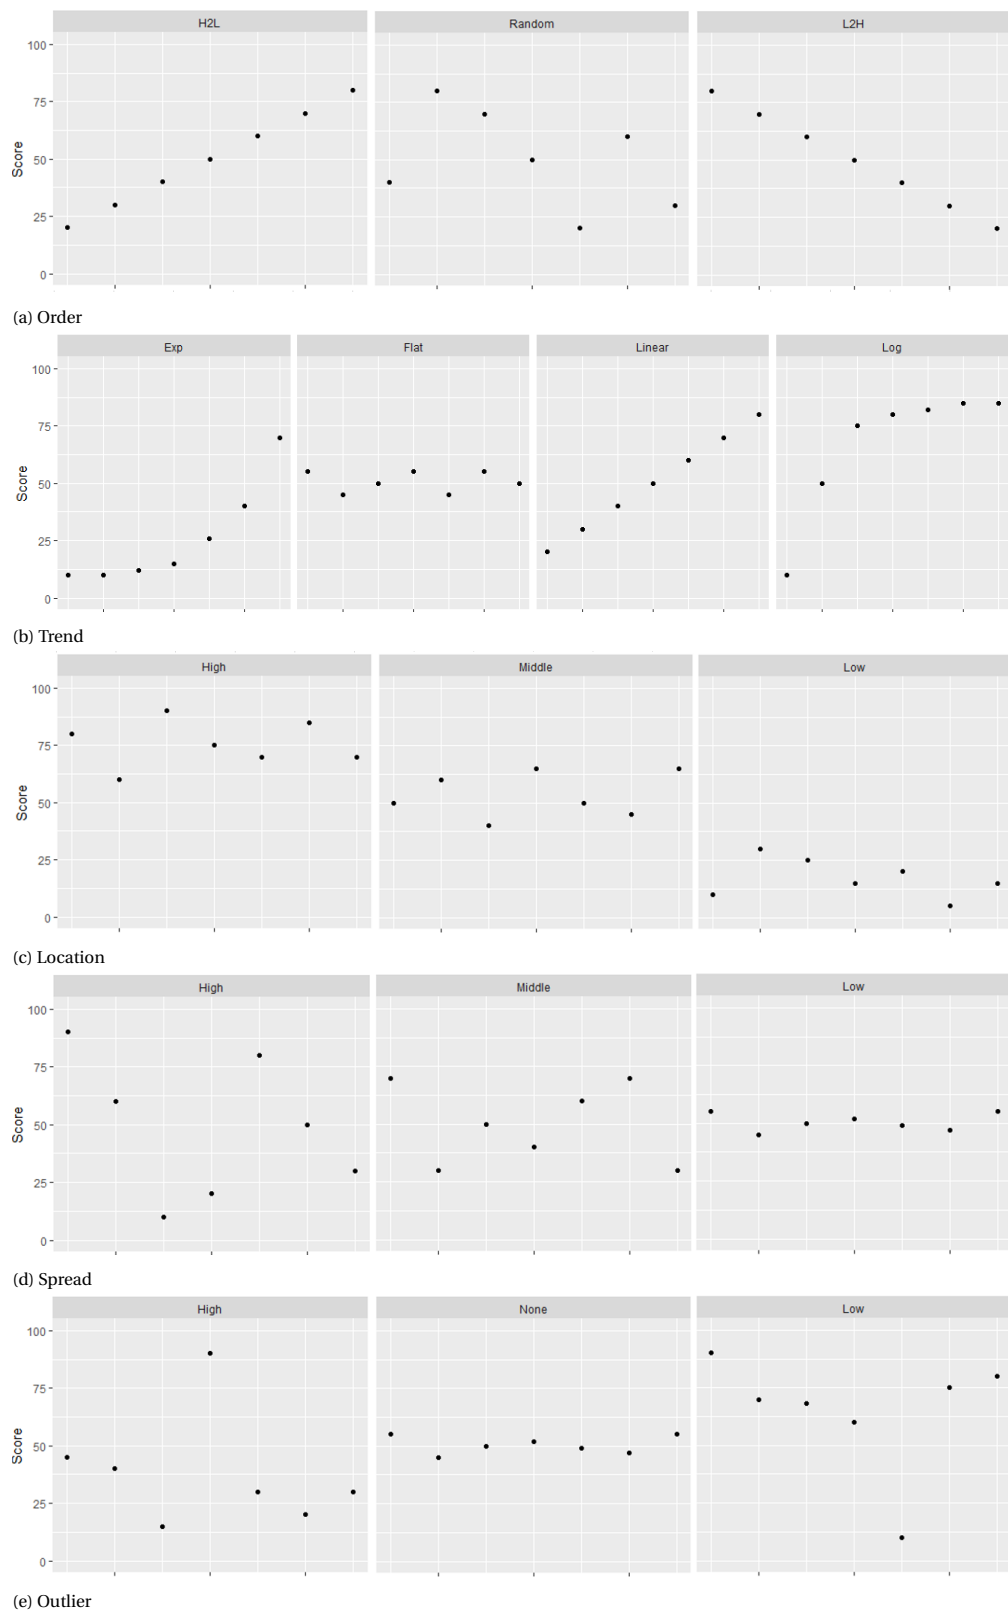 H2L Random L2H
100
75
50
25
0
Score
(a) Order
Exp Flat Linear Log
100
75
50
25
0
Score
(b) Trend
High Middle Low
100
75
50
25
0
Score
(c) Location
High Middle Low
100
75
50
25
0
Score
(d) Spread
High None Low
100
75
50
25
0
Score
(e) Outlier